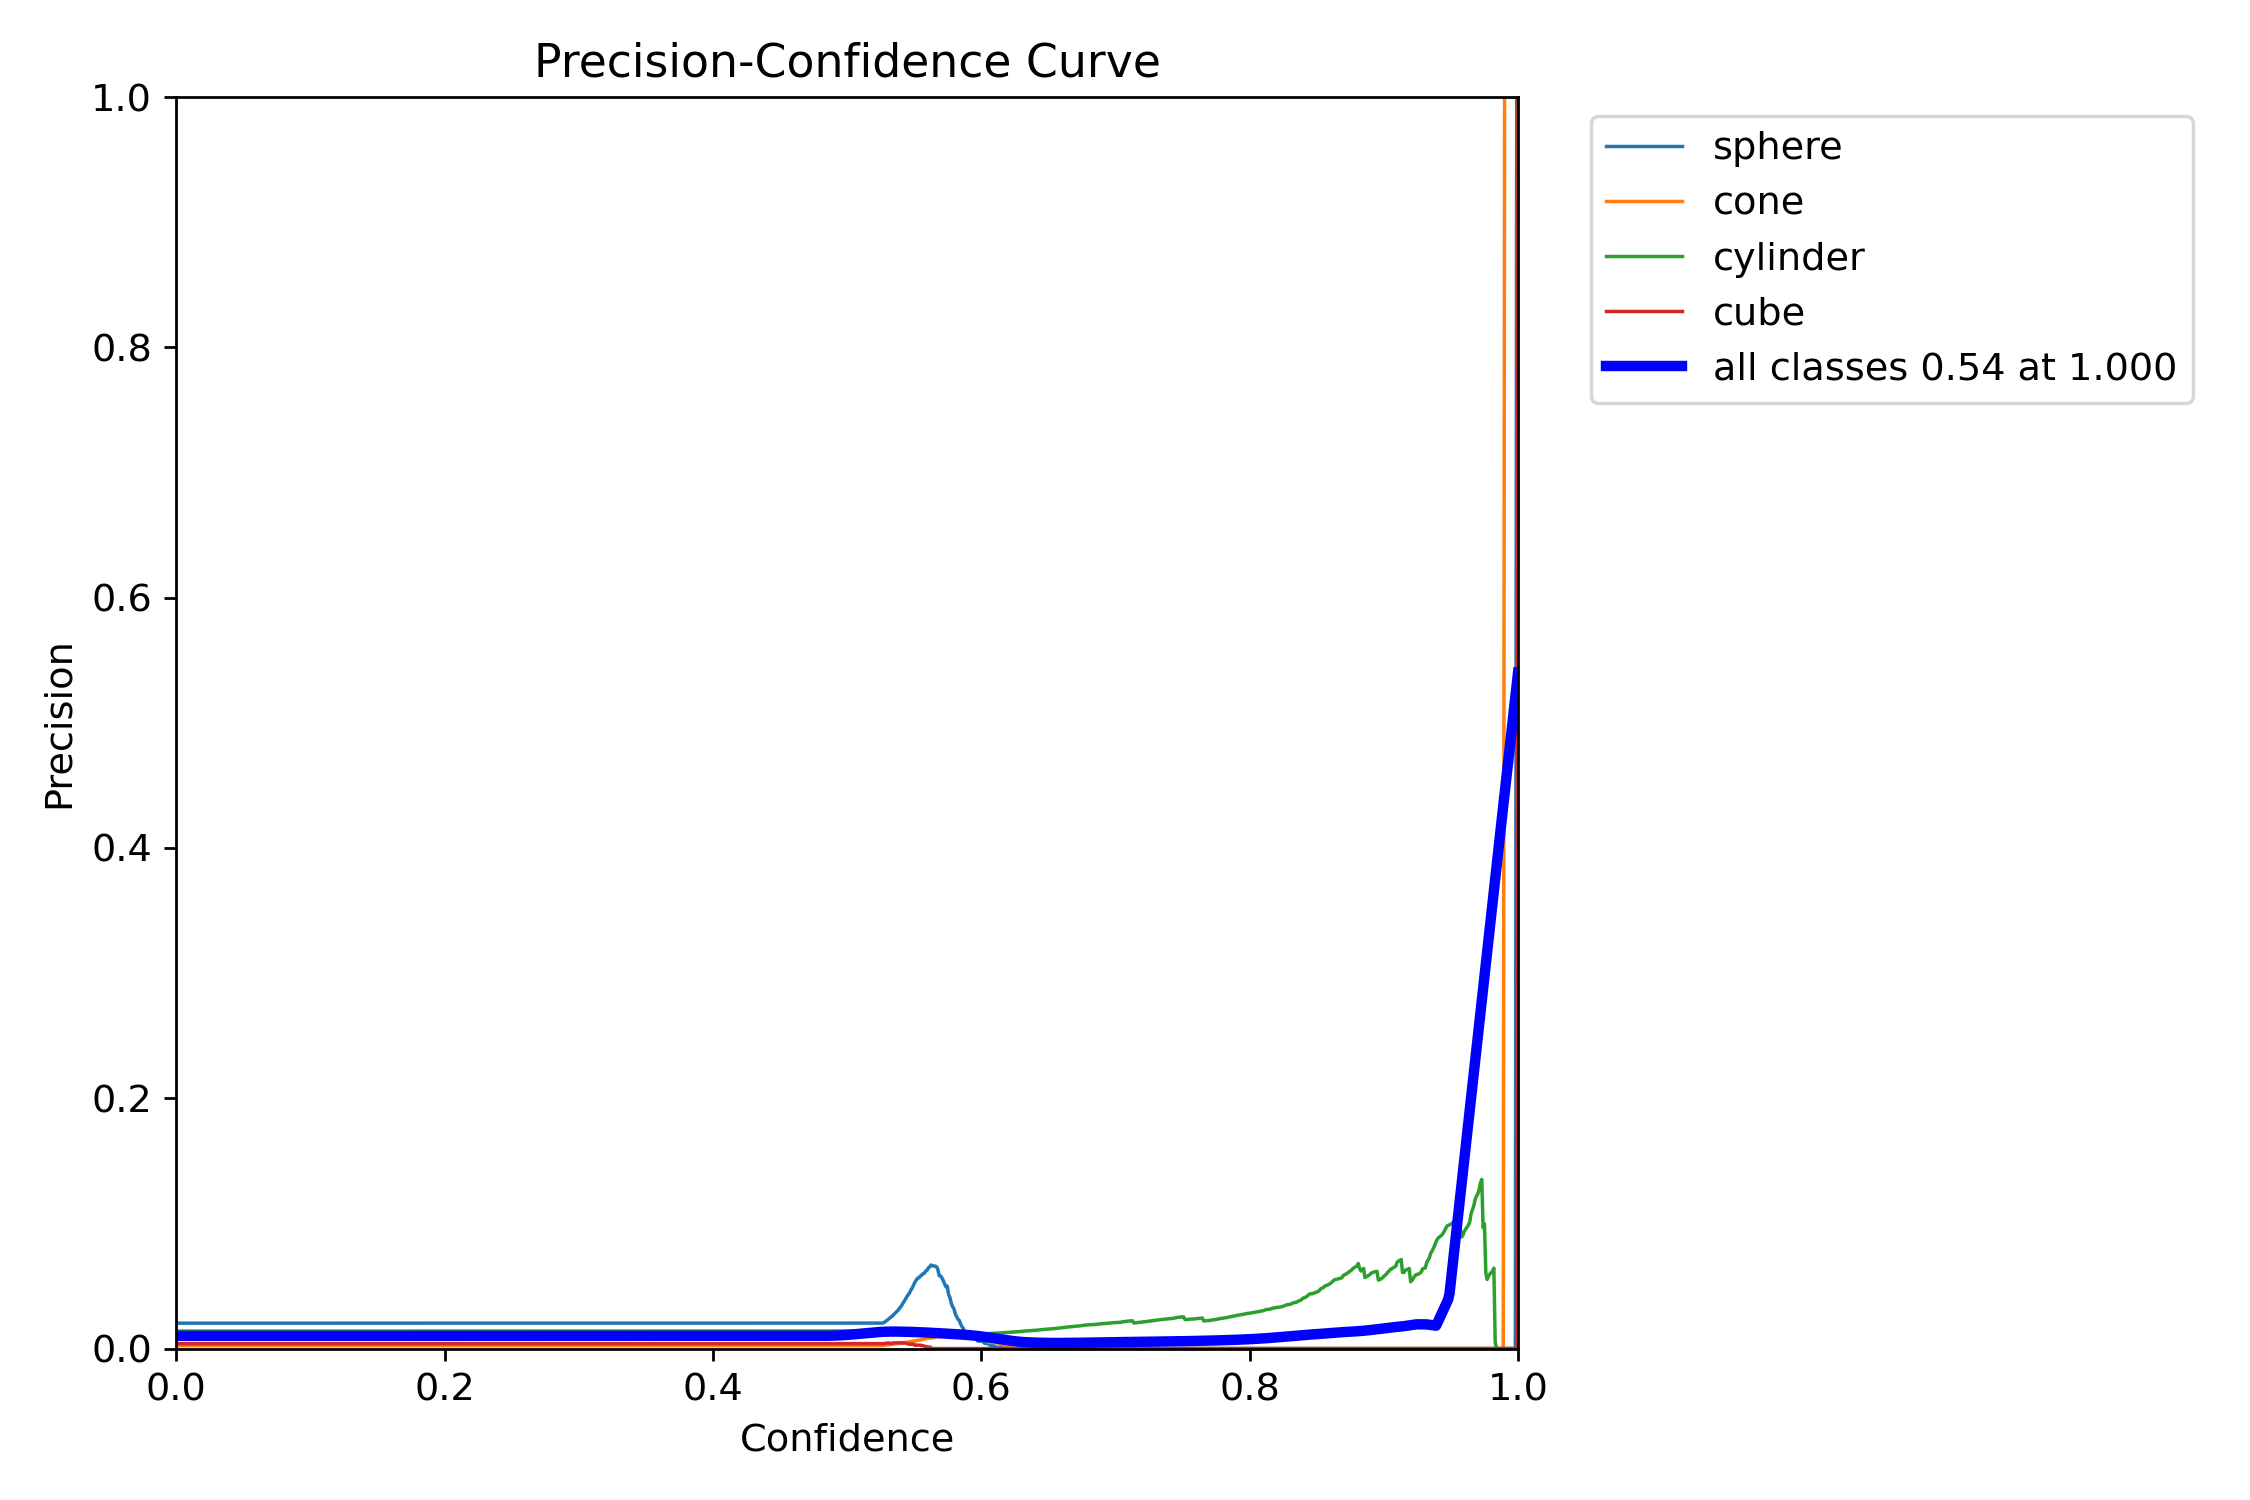 Precision-Confidence Curve
1.0
0.8
0.6
0.4
0.2
0.0
Precision
0.0 0.2 0.4 0.6 0.8 1.0
Confidence
sphere
cone
cylinder
cube
all classes 0.54 at 1.000